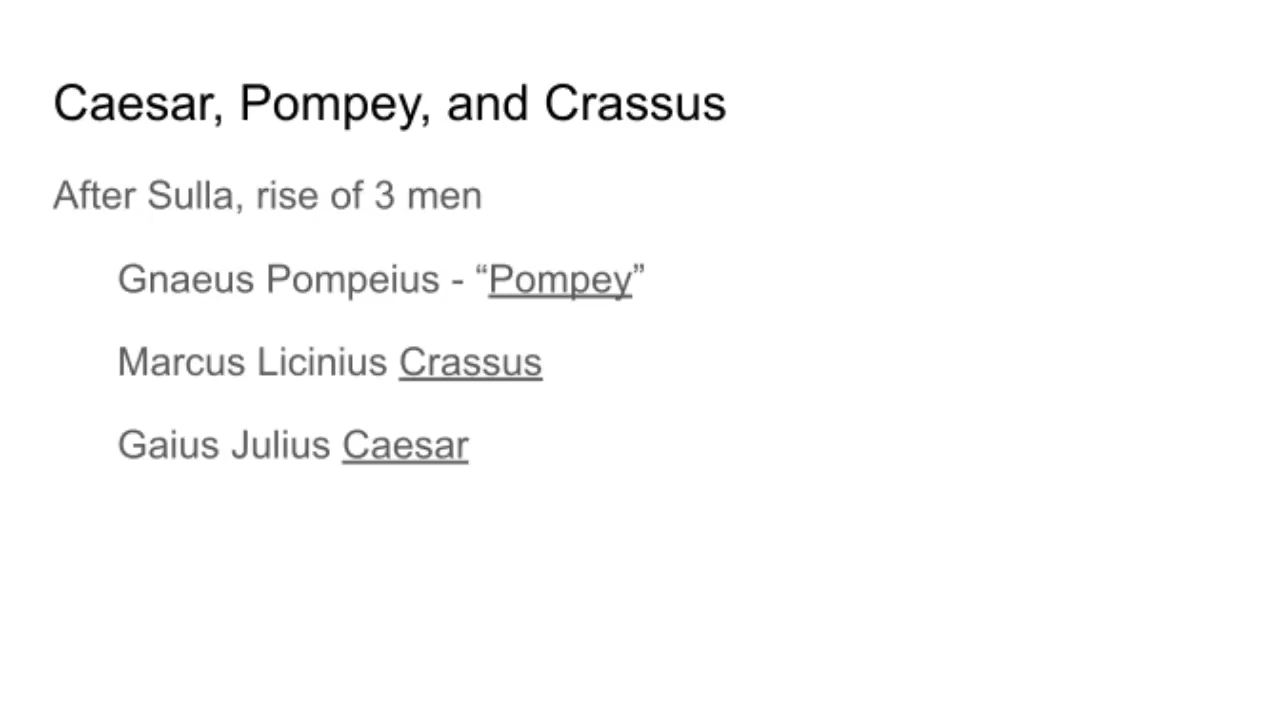 Caesar, Pompey, and Crassus
After Sulla, rise of 3 men
Gnaeus Pompeius - “Pompey”
Marcus Licinius Crassus
Gaius Julius Caesar